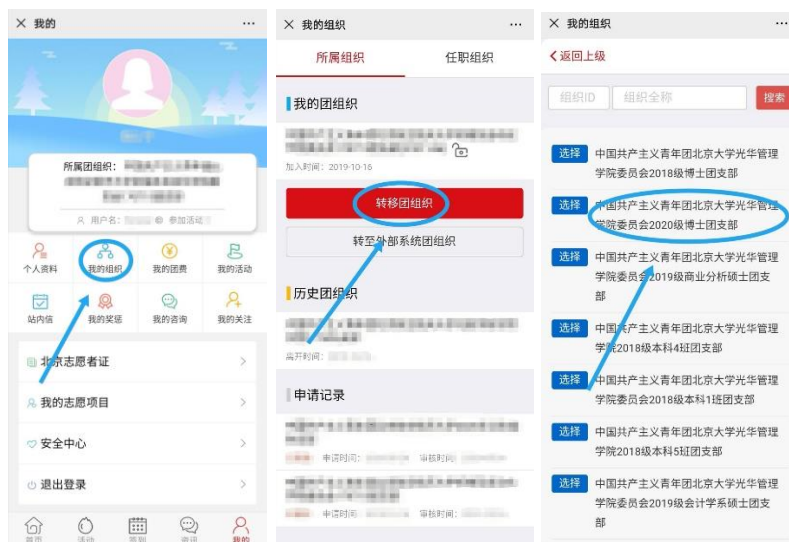 我的
所属团组织：
用户名：
参加活动
个人资料
我的组织
我的团费
我的活动
站内信
我的奖惩
我的咨询
我的关注
北京志愿者证
我的志愿项目
安全中心
退出登录
首页
活动
资讯
我的
我的组织
所属组织
任职组织
我的团组织
加入时间：2019-10-16
转移团组织
转至外部系统团组织
历史团组织
离开时间：
申请记录
申请时间：
审核时间：
申请时间：
审核时间：
我的组织
返回上级
组织ID
组织全称
搜索
选择
中国共产主义青年团北京大学光华管理
学院委员会2018级博士团支部
选择
中国共产主义青年团北京大学光华管理
学院委员会2020级博士团支部
选择
中国共产主义青年团北京大学光华管理
学院委员会2019级商业分析硕士团支
部
选择
中国共产主义青年团北京大学光华管理
学院2018级本科4班团支部
选择
中国共产主义青年团北京大学光华管理
学院委员会2018级本科1班团支部
选择
中国共产主义青年团北京大学光华管理
学院2018级本科5班团支部
选择
中国共产主义青年团北京大学光华管理
学院委员会2019级会计学系硕士团支
部